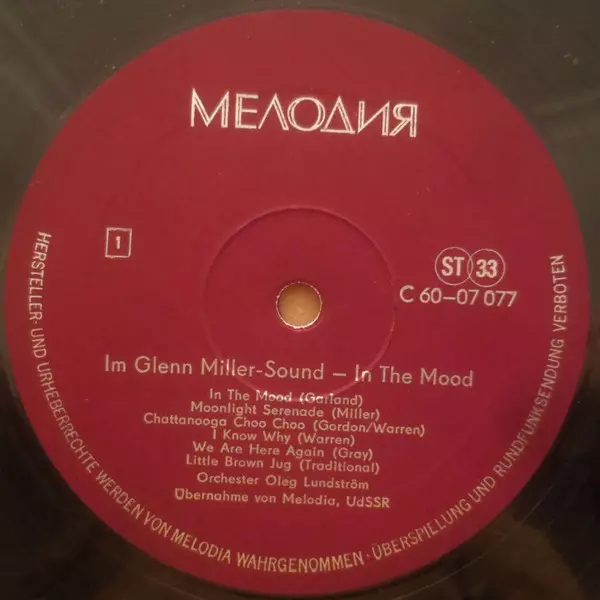 МЕЛОДИЯ
1
ST 33
C 60–07 077
Im Glenn Miller-Sound – In The Mood
In The Mood (Garland)
Moonlight Serenade (Miller)
Chattanooga Choo Choo (Gordon/Warren)
I Know Why (Warren)
We Are Here Again (Gray)
Little Brown Jug (Traditional)
Orchester Oleg Lundström
Übernahme von Melodia, UdSSR
HERSTELLER- UND URHEBERRECHTE WERDEN VON MELODIA WAHRGENOMMEN · ÜBERSPIELUNG UND RUNDFUNKSENDUNG VERBOTEN